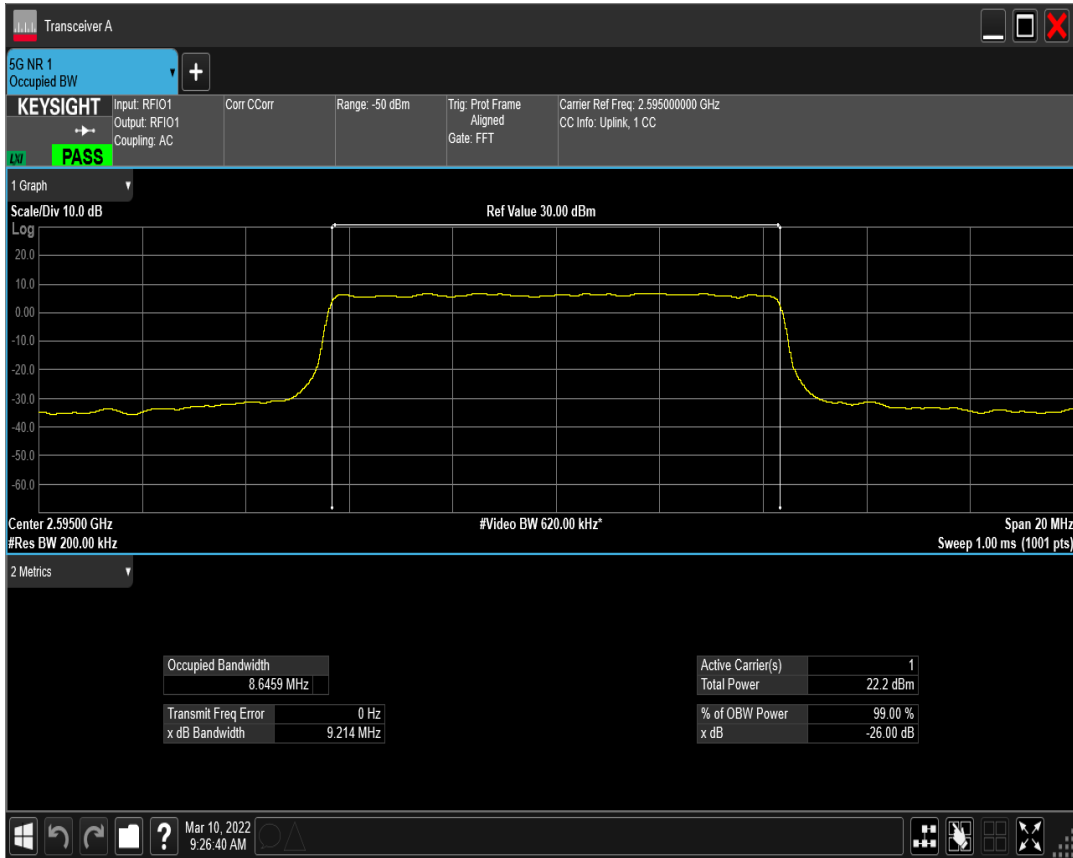 Transceiver A
5G NR 1
Occupied BW
+
KEYSIGHT
LXI
PASS
Input: RFIO1
Output: RFIO1
Coupling: AC
Corr CCorr
Range: -50 dBm
Trig: Prot Frame
Aligned
Gate: FFT
Carrier Ref Freq: 2.595000000 GHz
CC Info: Uplink, 1 CC
1 Graph
Scale/Div 10.0 dB
Ref Value 30.00 dBm
Log
20.0
10.0
0.00
-10.0
-20.0
-30.0
-40.0
-50.0
-60.0
Center 2.59500 GHz
#Video BW 620.00 kHz*
Span 20 MHz
#Res BW 200.00 kHz
Sweep 1.00 ms (1001 pts)
2 Metrics
Occupied Bandwidth
8.6459 MHz
Transmit Freq Error 0 Hz
x dB Bandwidth 9.214 MHz
Active Carrier(s) 1
Total Power 22.2 dBm
% of OBW Power 99.00 %
x dB -26.00 dB
?
Mar 10, 2022
9:26:40 AM